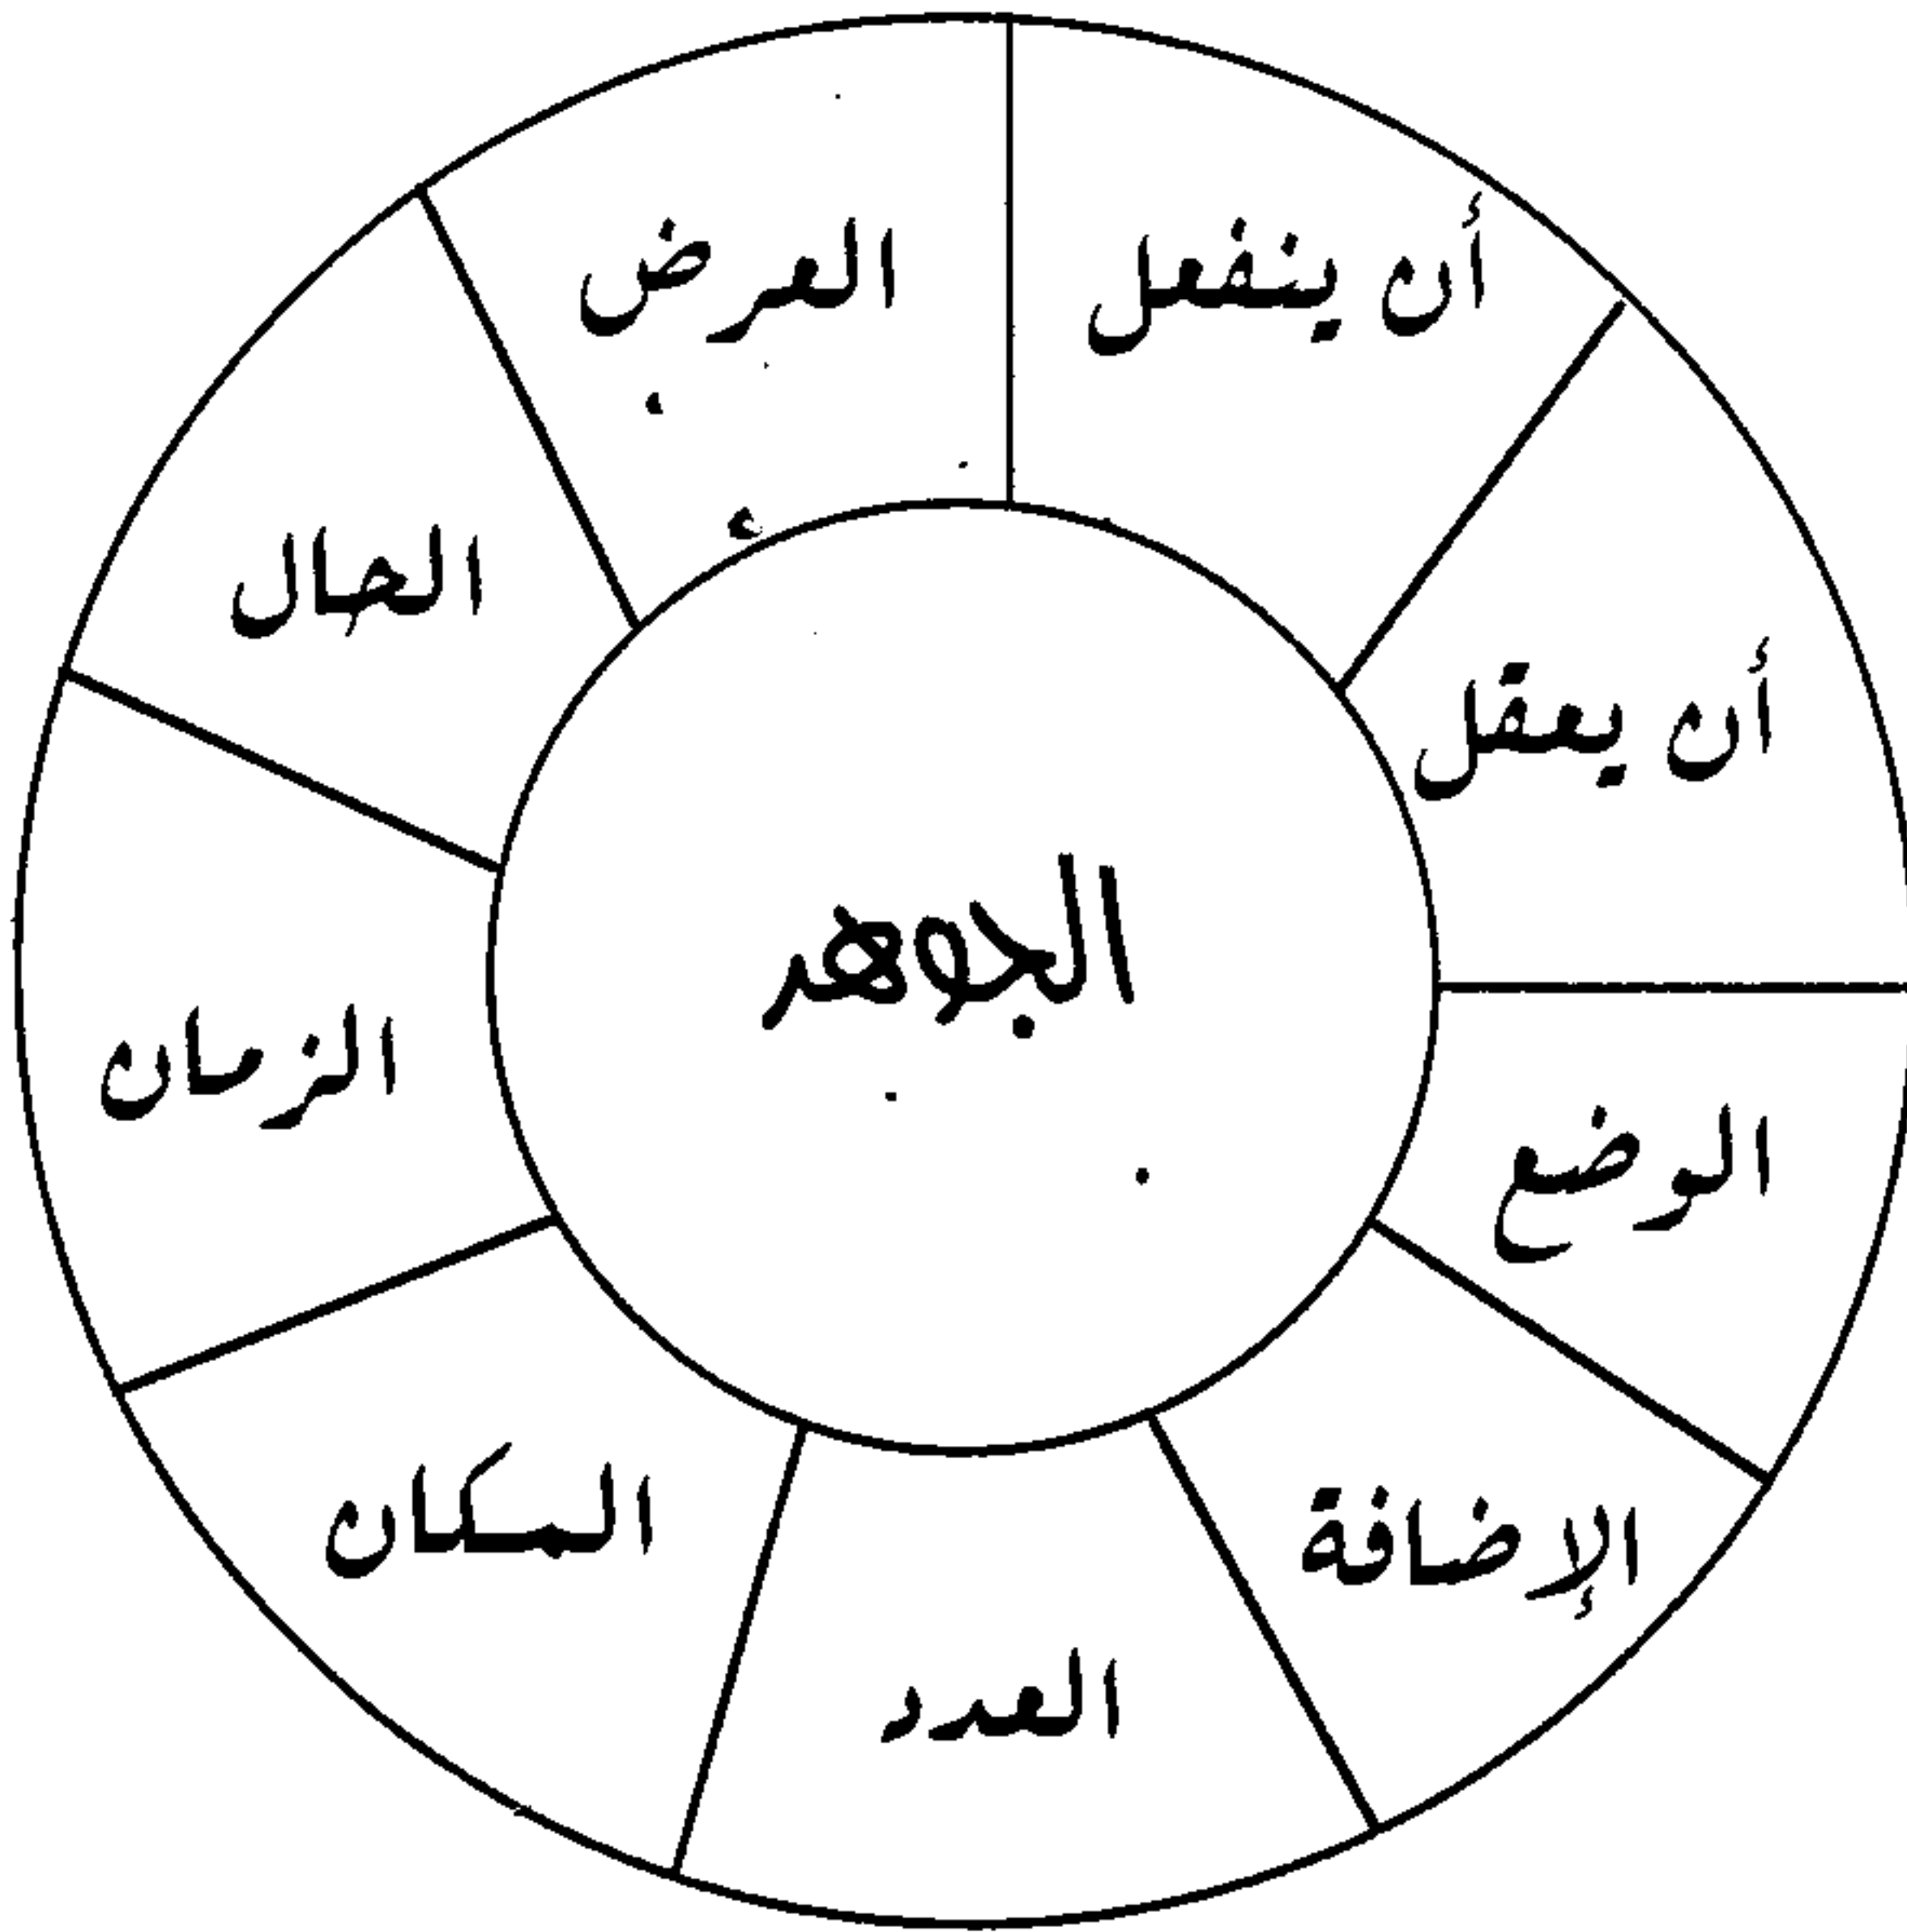 أن ينفعل
العرض
الحال
أن يعقل
الجوهر
الزمان
الوضع
المكان
الإضافة
العدد